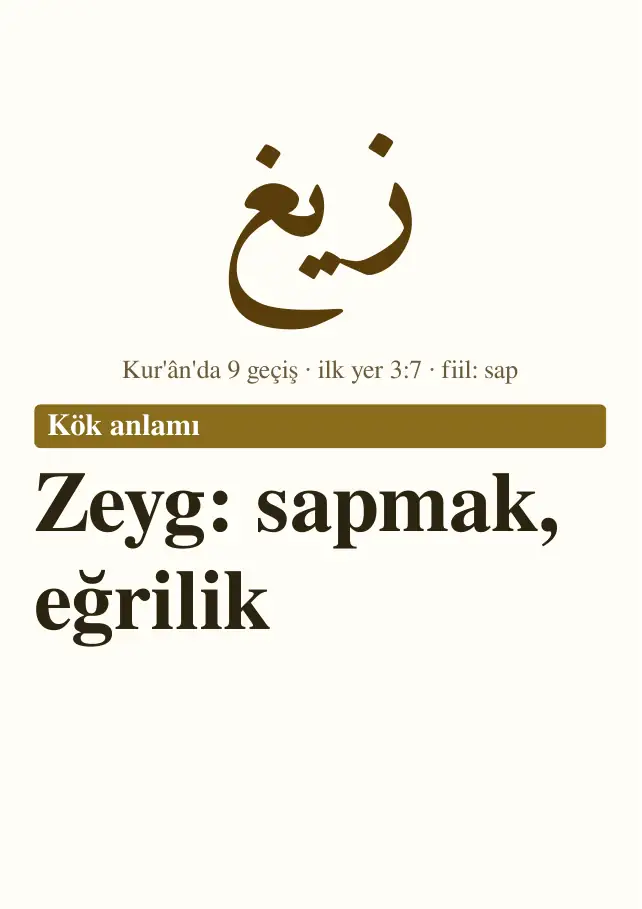 زيغ
Kur'ân'da 9 geçiş · ilk yer 3:7 · fiil: sap
Kök anlamı
Zeyg: sapmak,
eğrilik